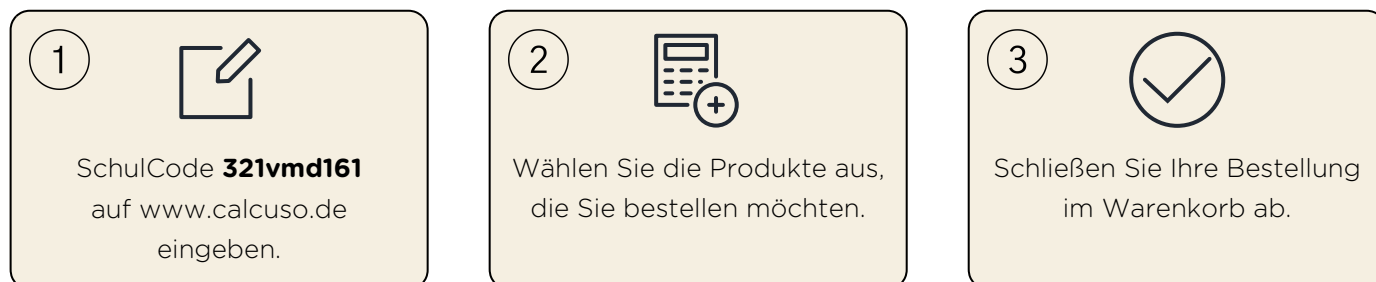 1
SchulCode 321vmd161
auf www.calcuso.de
eingeben.
2
Wählen Sie die Produkte aus,
die Sie bestellen möchten.
3
Schließen Sie Ihre Bestellung
im Warenkorb ab.